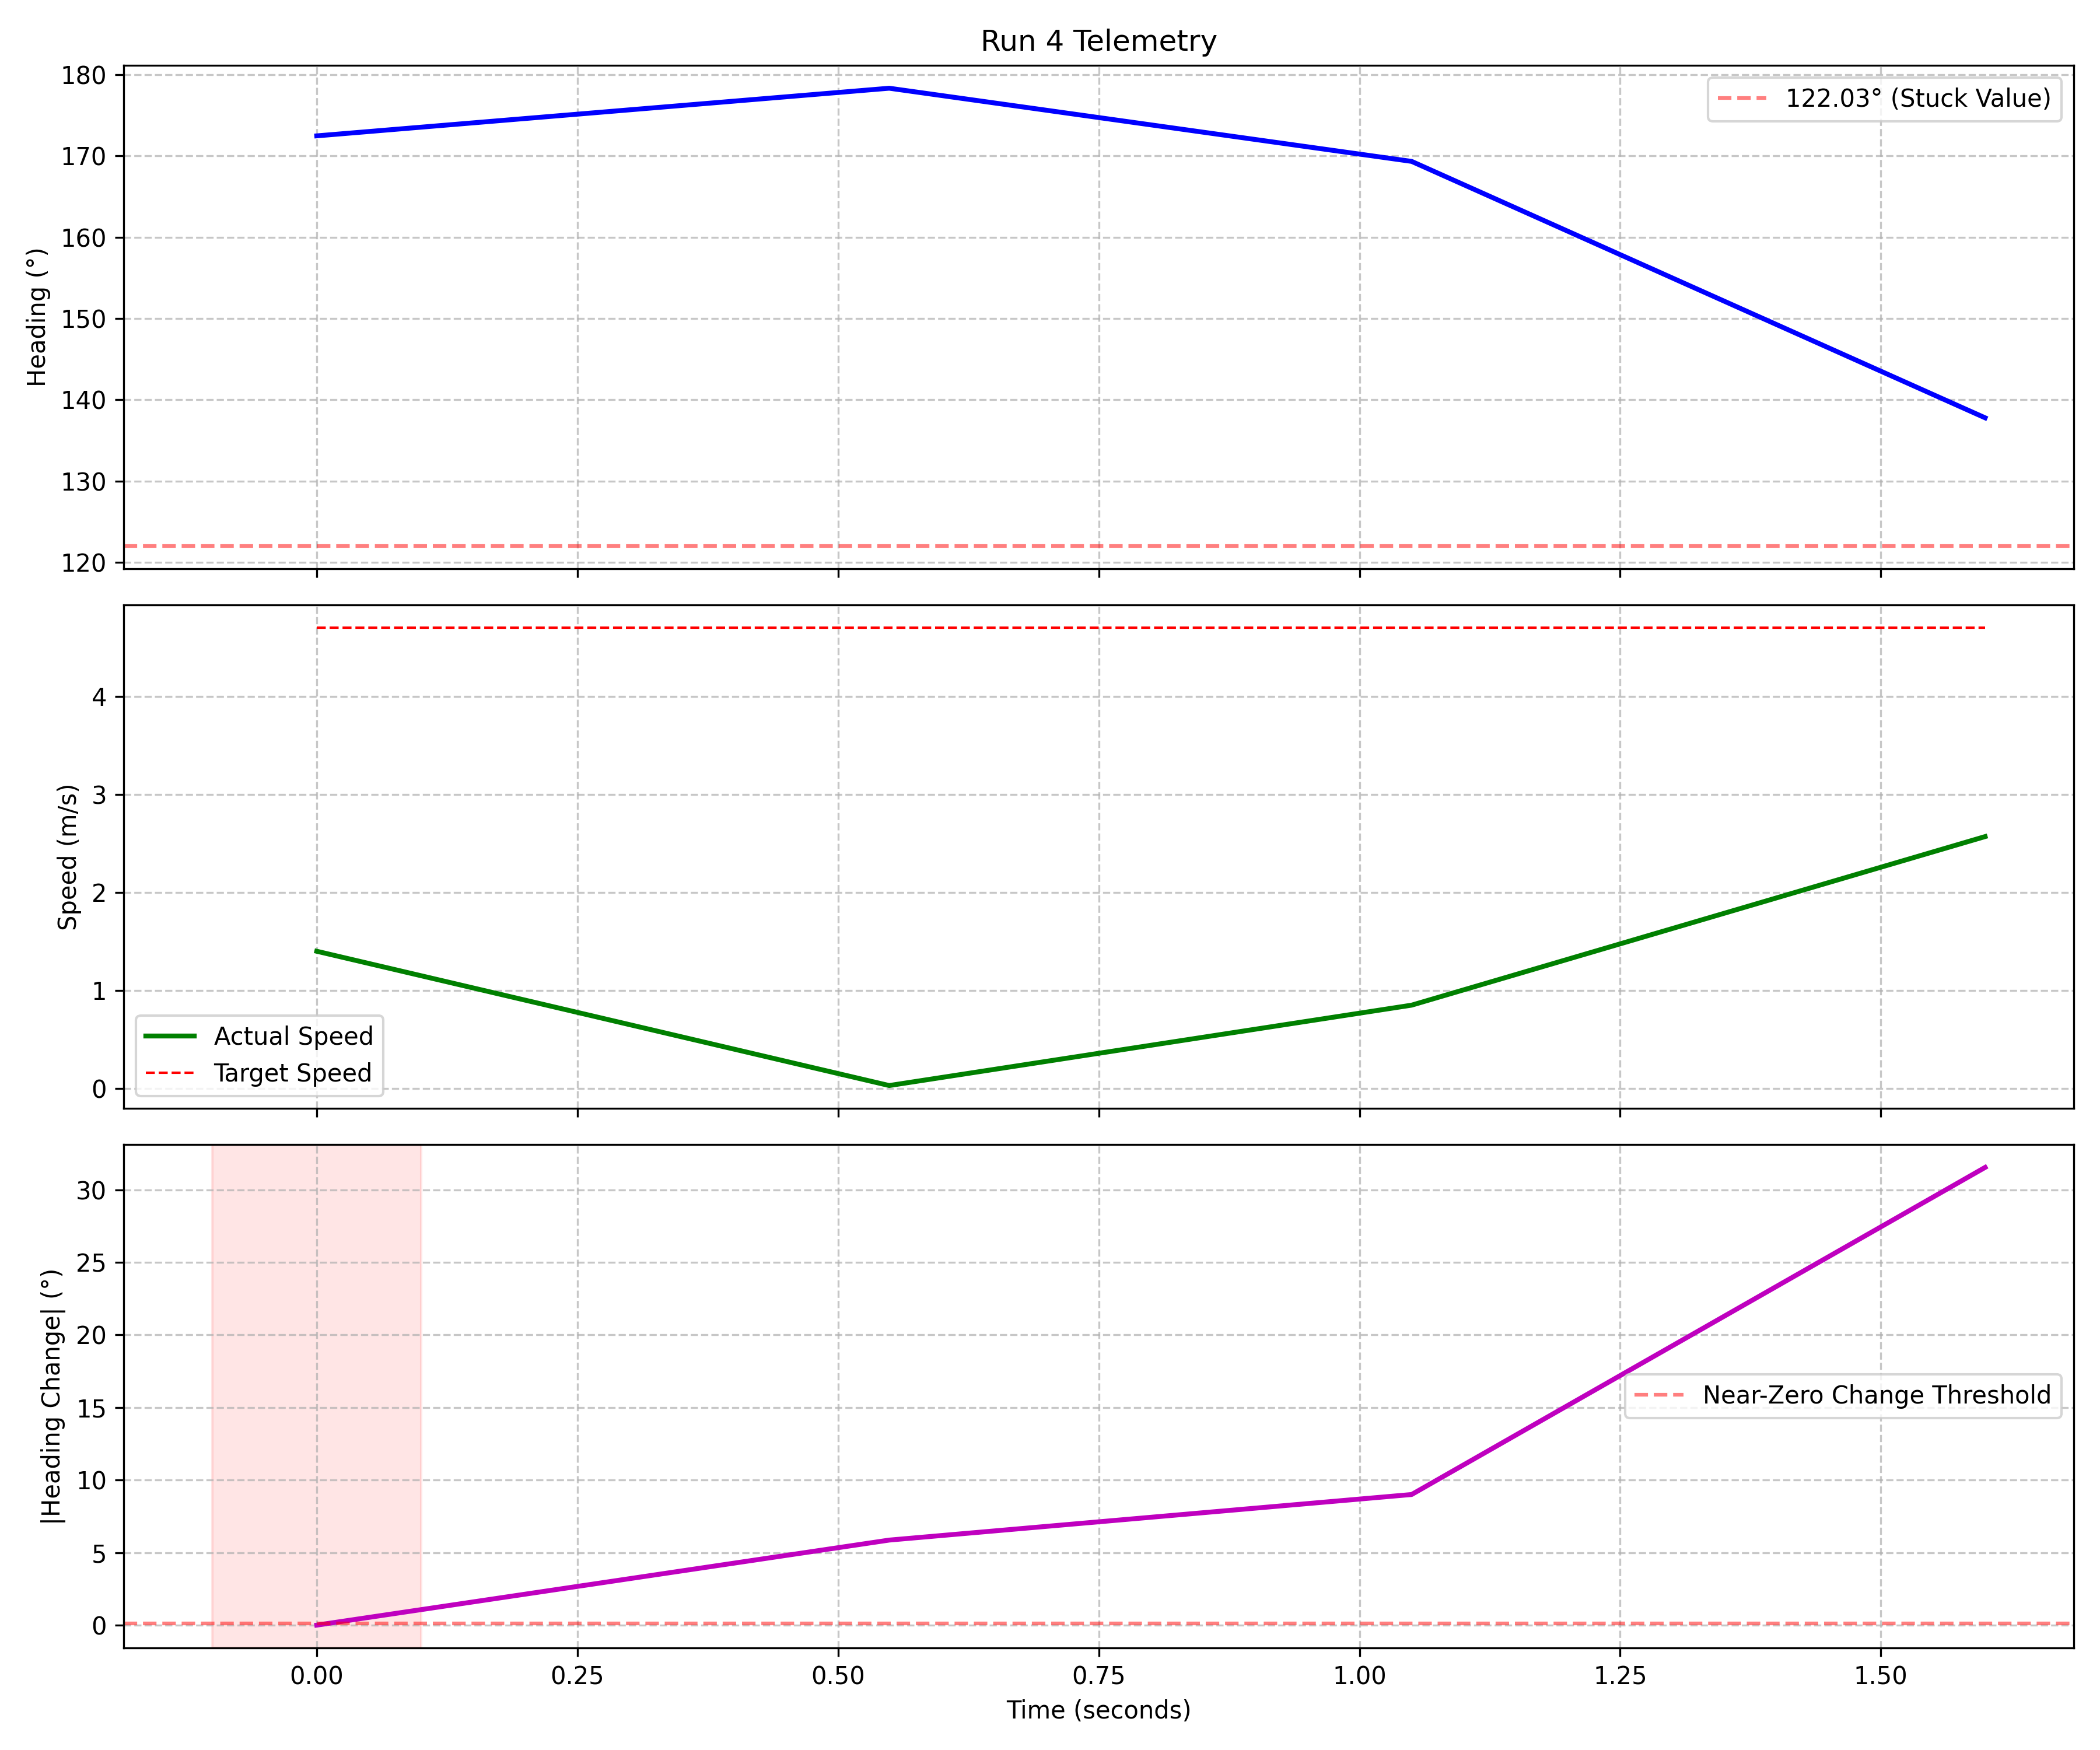 Run 4 Telemetry
180
170
160
150
140
130
120
Heading (°)
122.03° (Stuck Value)
4
3
2
1
0
Speed (m/s)
Actual Speed
Target Speed
30
25
20
15
10
5
0
|Heading Change| (°)
Near-Zero Change Threshold
0.00 0.25 0.50 0.75 1.00 1.25 1.50
Time (seconds)